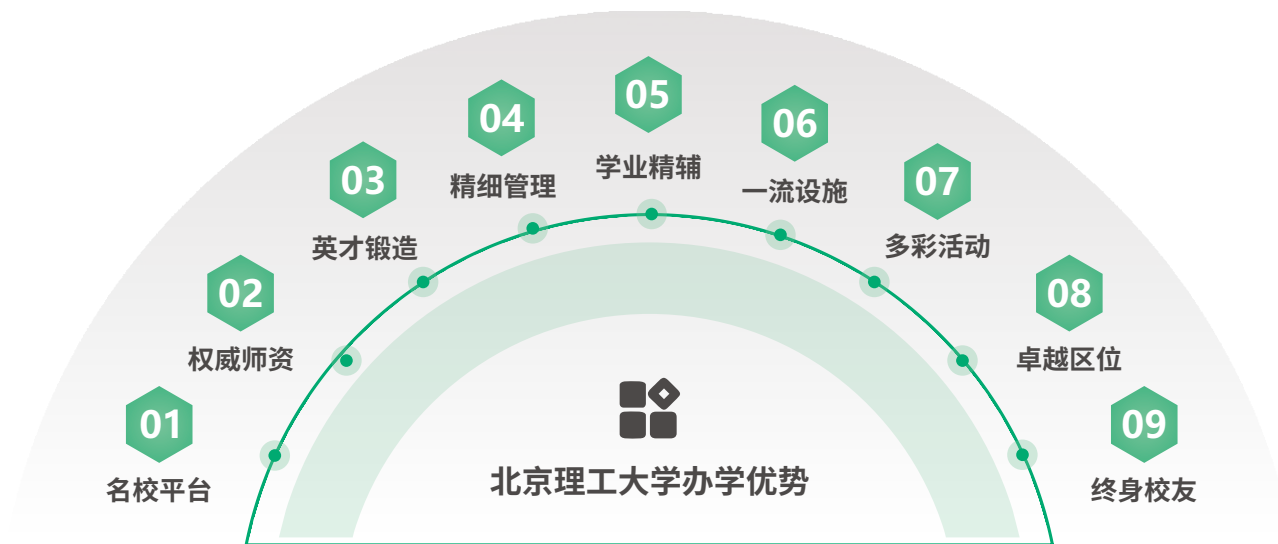 01
名校平台
02
权威师资
03
英才锻造
04
精细管理
05
学业精辅
06
一流设施
07
多彩活动
08
卓越区位
09
终身校友
北京理工大学办学优势